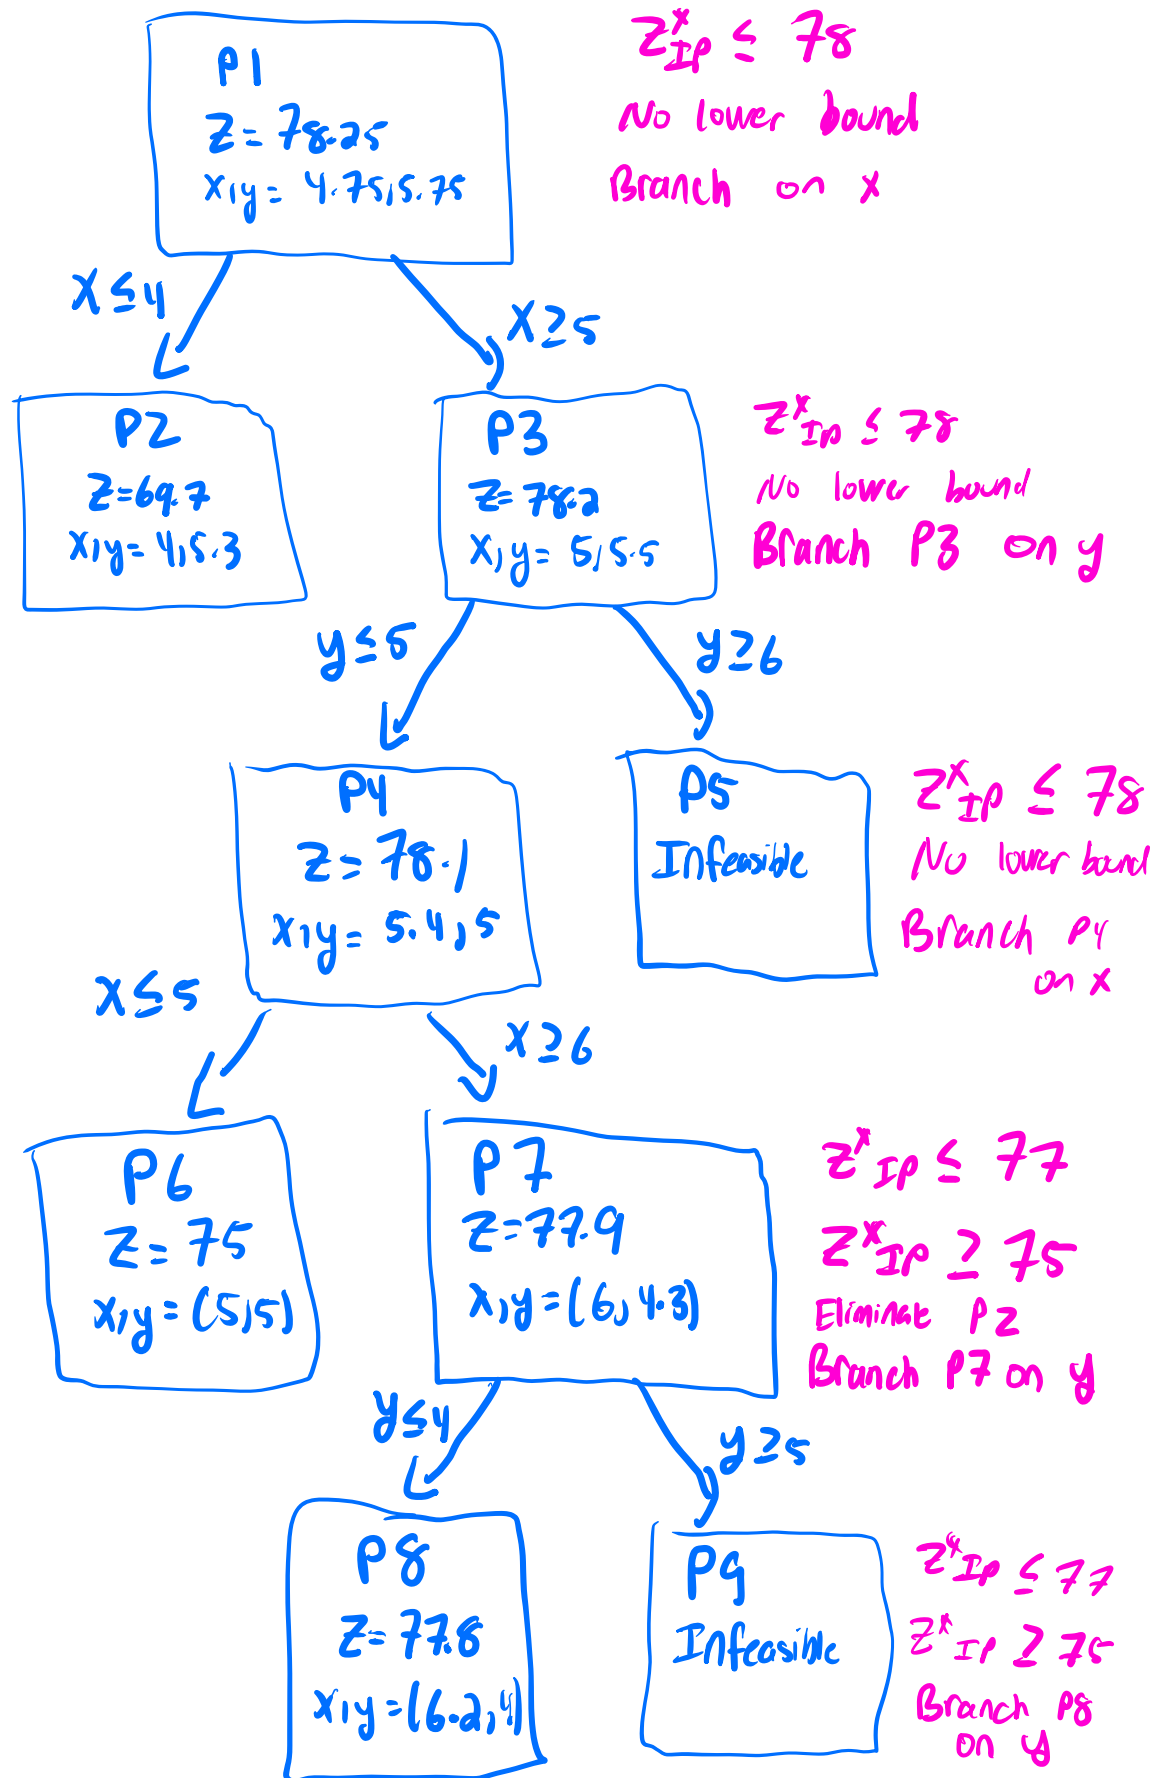 P1
Z = 78.25
x,y = 4.75,5.75
Z*IP ≤ 78
No lower bound
Branch on x
x ≤ 4
x ≥ 5
P2
Z=69.7
x,y = 4,5.3
P3
Z= 78.2
x,y = 5,5.5
Z*IP ≤ 78
No lower bound
Branch P3 on y
y ≤ 5
y ≥ 6
P4
Z = 78.1
x,y = 5.4,5
P5
Infeasible
Z*IP ≤ 78
No lower bound
Branch P4
on x
x ≤ 5
x ≥ 6
P6
Z = 75
x,y = (5,5)
P7
Z=77.9
x,y = (6,4.3)
Z*IP ≤ 77
Z*IP ≥ 75
Eliminate P2
Branch P7 on y
y ≤ 4
y ≥ 5
P8
Z= 77.8
x,y = (6.2,4)
P9
Infeasible
Z*IP ≤ 77
Z*IP ≥ 75
Branch P8
on y